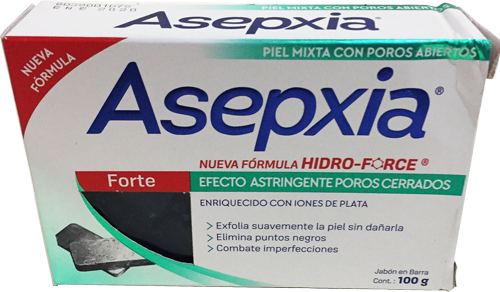 ENE 2026
Asepxia
PIEL MIXTA CON POROS ABIERTOS
NUEVA
FÓRMULA
PIEL MIXTA CON POROS ABIERTOS
Asepxia®
NUEVA FÓRMULA HIDRO-FORCE®
Forte
EFECTO ASTRINGENTE POROS CERRADOS
ENRIQUECIDO CON IONES DE PLATA
> Exfolia suavemente la piel sin dañarla
> Elimina puntos negros
> Combate imperfecciones
Jabón en Barra
Cont.: 100 g